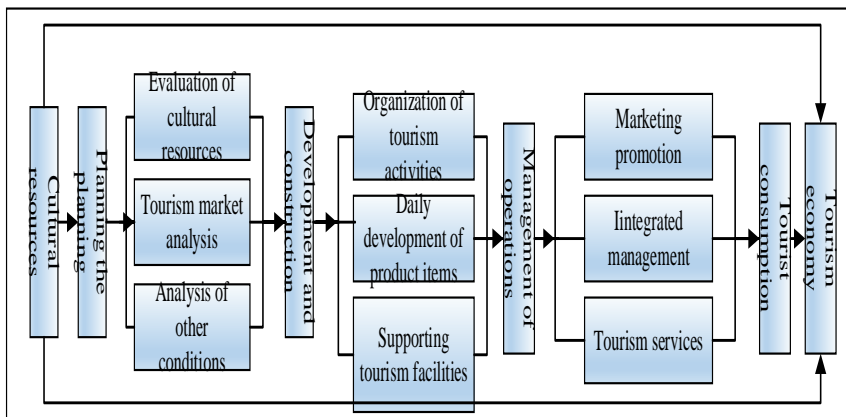 Cultural
resources
Planning the
planning
Evaluation of
cultural
resources
Tourism market
analysis
Analysis of
other
conditions
Development and
construction
Organization of
tourism
activities
Daily
development of
product items
Supporting
tourism facilities
Management of
operations
Marketing
promotion
Iintegrated
management
Tourism services
Tourist
consumption
Tourism
economy